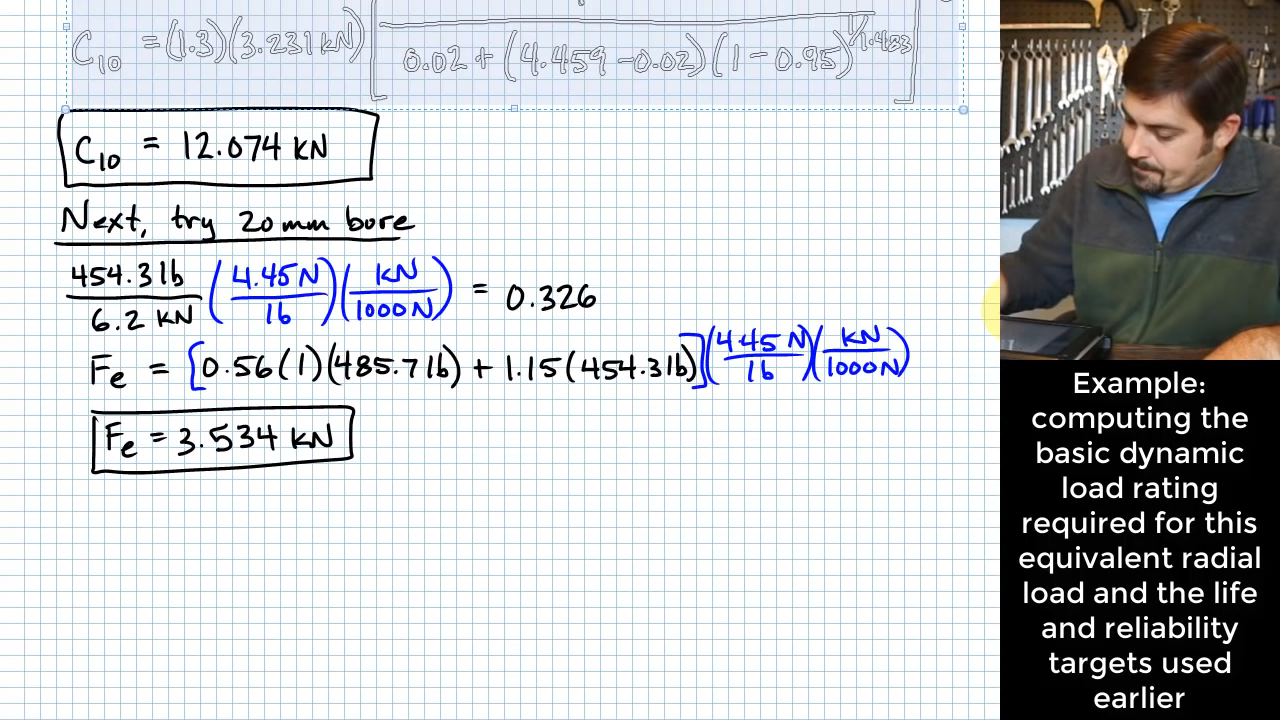 C₁₀ = (1.3)(3.231 kN) [ / 0.02 + (4.459 - 0.02)(1 - 0.95)^1/1.483 ]
C₁₀ = 12.074 kN
Next, try 20 mm bore
454.3 lb / 6.2 kN (4.45 N / lb)(kN / 1000 N) = 0.326
Fe = [0.56(1)(485.7 lb) + 1.15(454.3 lb)](4.45 N / lb)(kN / 1000 N)
Fe = 3.534 kN
Example:
computing the
basic dynamic
load rating
required for this
equivalent radial
load and the life
and reliability
targets used
earlier